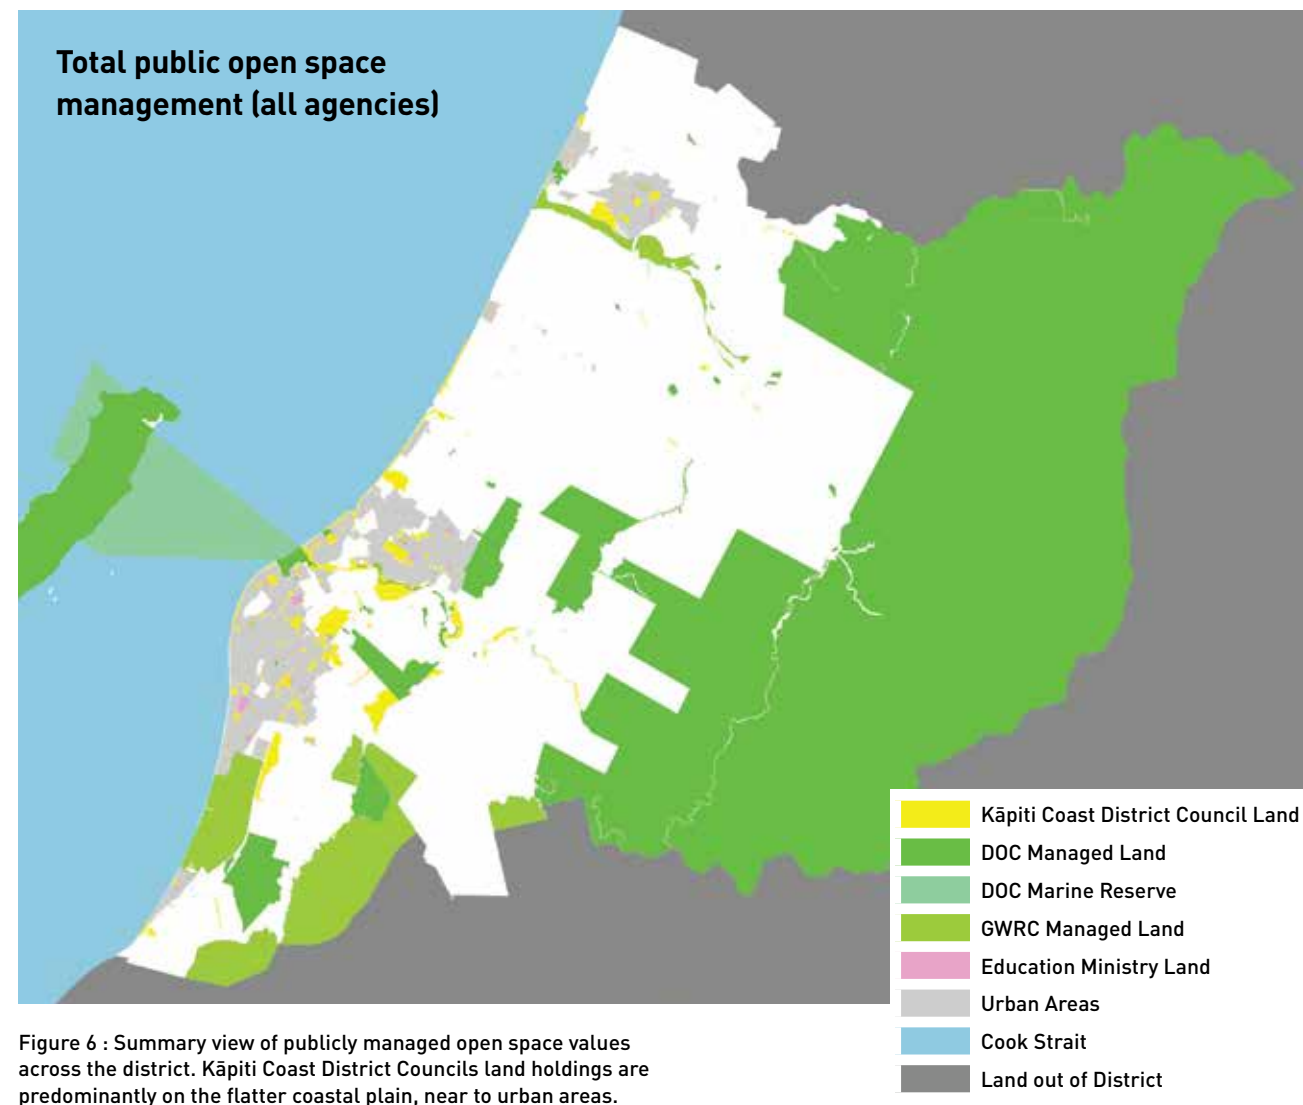 Total public open space
management (all agencies)
Kāpiti Coast District Council Land
DOC Managed Land
DOC Marine Reserve
GWRC Managed Land
Education Ministry Land
Urban Areas
Cook Strait
Land out of District
Figure 6 : Summary view of publicly managed open space values
across the district. Kāpiti Coast District Councils land holdings are
predominantly on the flatter coastal plain, near to urban areas.